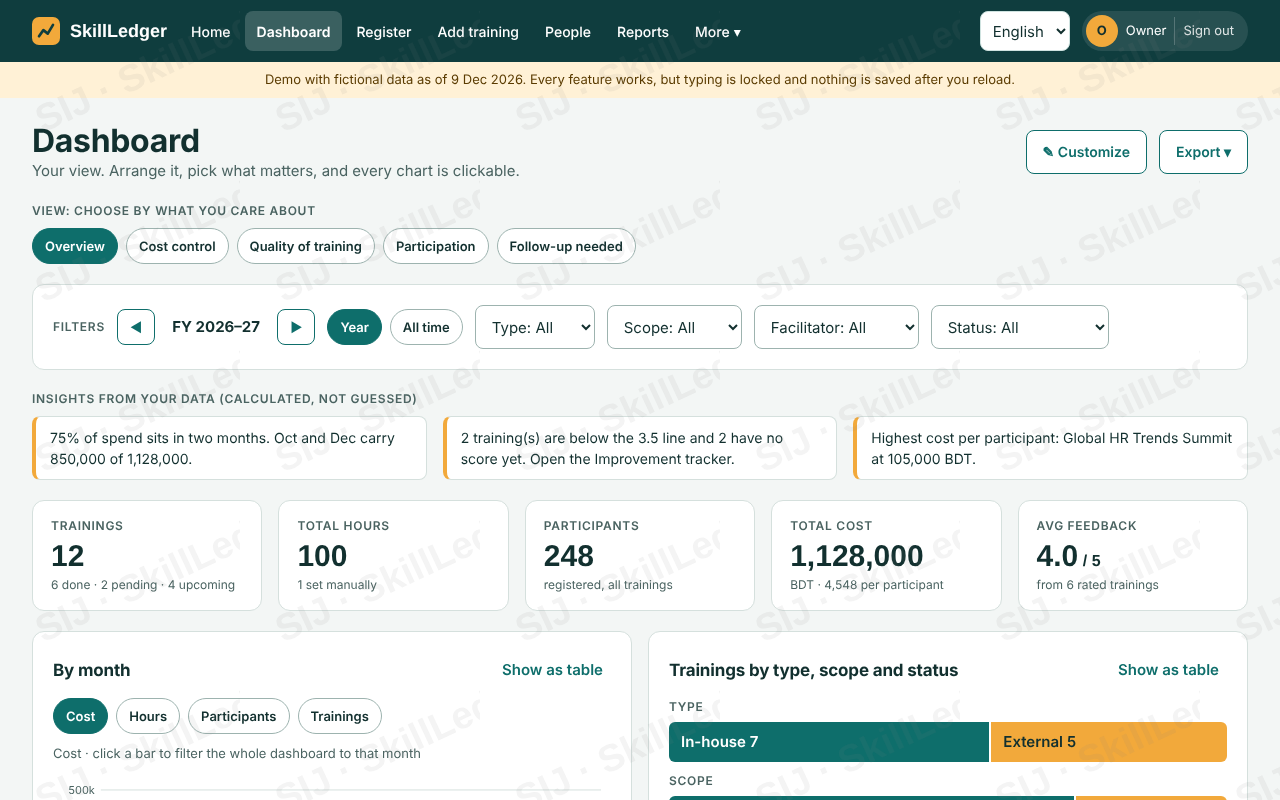 SkillLedger
Home
Dashboard
Register
Add training
People
Reports
More ▾
English
O
Owner
Sign out
Demo with fictional data as of 9 Dec 2026. Every feature works, but typing is locked and nothing is saved after you reload.
Dashboard
Your view. Arrange it, pick what matters, and every chart is clickable.
✎ Customize
Export ▾
VIEW: CHOOSE BY WHAT YOU CARE ABOUT
Overview
Cost control
Quality of training
Participation
Follow-up needed
FILTERS
◀
FY 2026–27
▶
Year
All time
Type: All
Scope: All
Facilitator: All
Status: All
INSIGHTS FROM YOUR DATA (CALCULATED, NOT GUESSED)
75% of spend sits in two months. Oct and Dec carry
850,000 of 1,128,000.
2 training(s) are below the 3.5 line and 2 have no
score yet. Open the Improvement tracker.
Highest cost per participant: Global HR Trends Summit
at 105,000 BDT.
TRAININGS
12
6 done · 2 pending · 4 upcoming
TOTAL HOURS
100
1 set manually
PARTICIPANTS
248
registered, all trainings
TOTAL COST
1,128,000
BDT · 4,548 per participant
AVG FEEDBACK
4.0 / 5
from 6 rated trainings
By month
Show as table
Cost
Hours
Participants
Trainings
Cost · click a bar to filter the whole dashboard to that month
500k
Trainings by type, scope and status
Show as table
TYPE
In-house 7
External 5
SCOPE
SIJ · SkillLedger